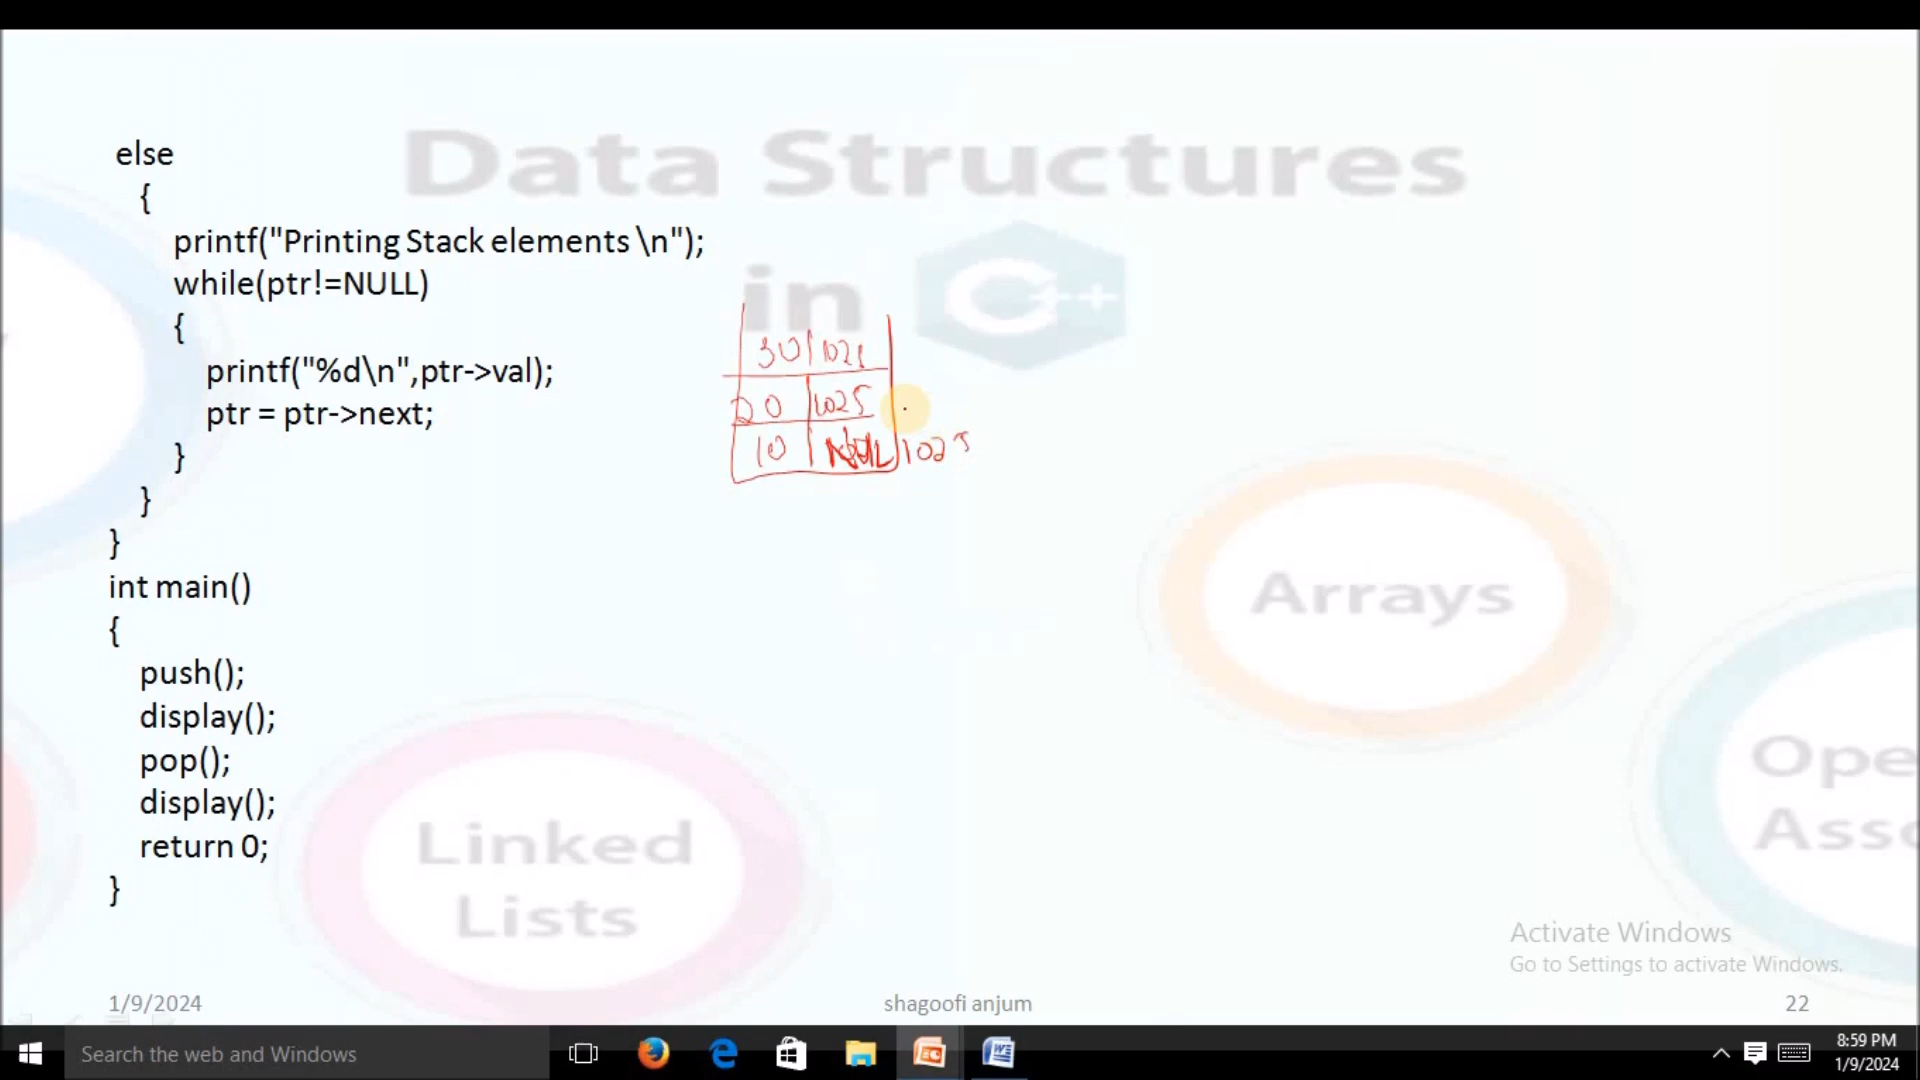 Data Structures
in C++
else
{
printf("Printing Stack elements \n");
while(ptr!=NULL)
{
printf("%d\n",ptr->val);
ptr = ptr->next;
}
}
}
int main()
{
push();
display();
pop();
display();
return 0;
}
30 1021
20 1025
10 NULL 1025
Arrays
Linked
Lists
Ope
Asso
Activate Windows
Go to Settings to activate Windows.
1/9/2024
shagoofi anjum
22
Search the web and Windows
8:59 PM
1/9/2024